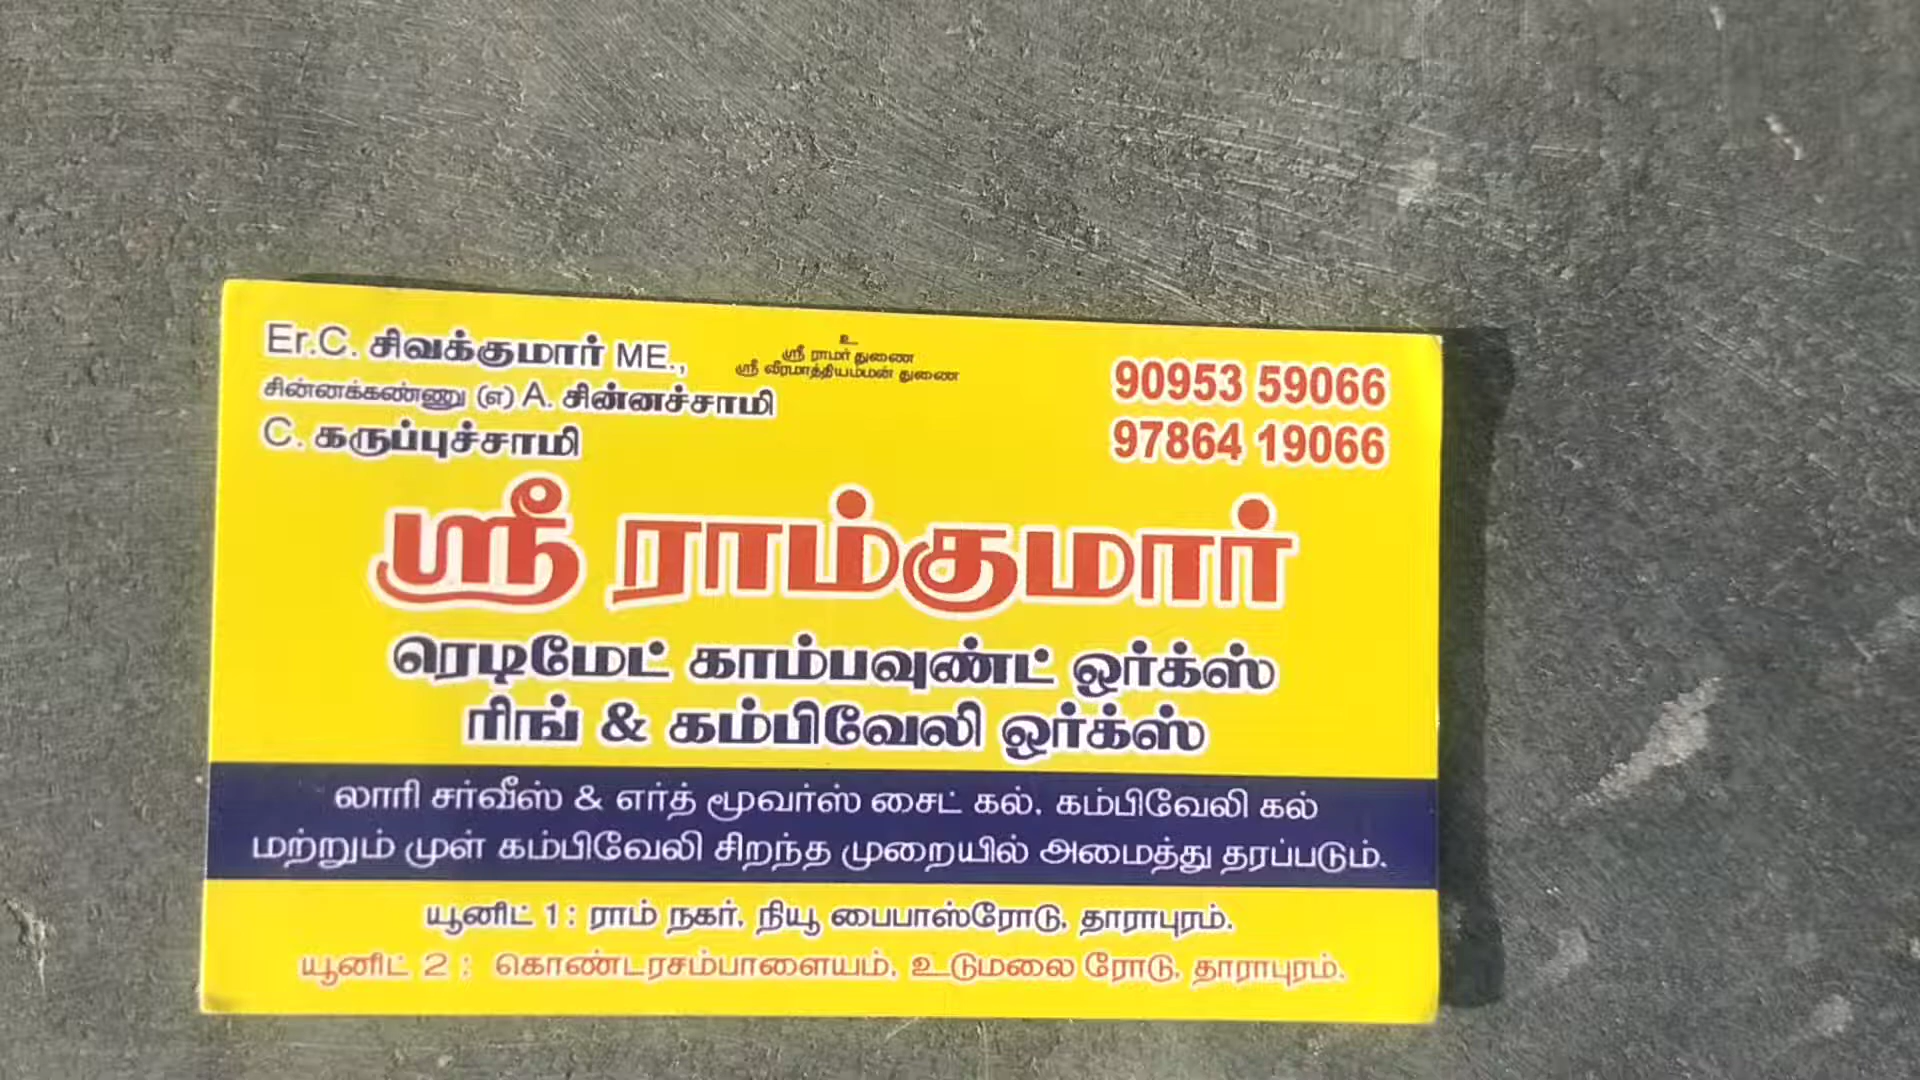 உ
ஸ்ரீ ராமர் துணை
ஸ்ரீ வீரமாத்தியம்மன் துணை
Er.C. சிவக்குமார் ME.,
சின்னக்கண்ணு (எ) A. சின்னச்சாமி
C. கருப்புச்சாமி
90953 59066
97864 19066
ஸ்ரீ ராம்குமார்
ரெடிமேட் காம்பவுண்ட் ஒர்க்ஸ்
ரிங் & கம்பிவேலி ஒர்க்ஸ்
லாரி சர்வீஸ் & எர்த் மூவர்ஸ் சைட் கல், கம்பிவேலி கல்
மற்றும் முள் கம்பிவேலி சிறந்த முறையில் அமைத்து தரப்படும்.
யூனிட் 1 : ராம் நகர், நியூ பைபாஸ்ரோடு, தாராபுரம்.
யூனிட் 2 : கொண்டரசம்பாளையம், உடுமலை ரோடு, தாராபுரம்.